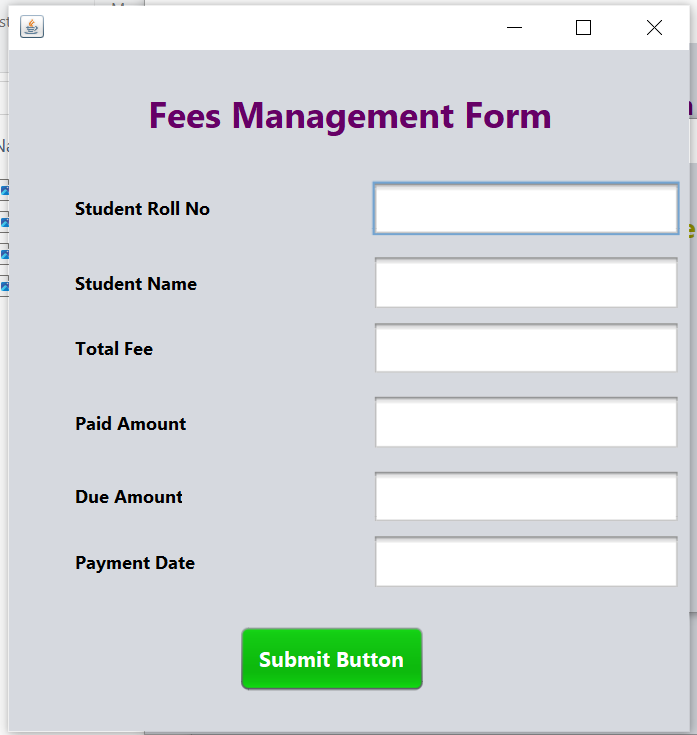 Fees Management Form
Student Roll No
Student Name
Total Fee
Paid Amount
Due Amount
Payment Date
Submit Button